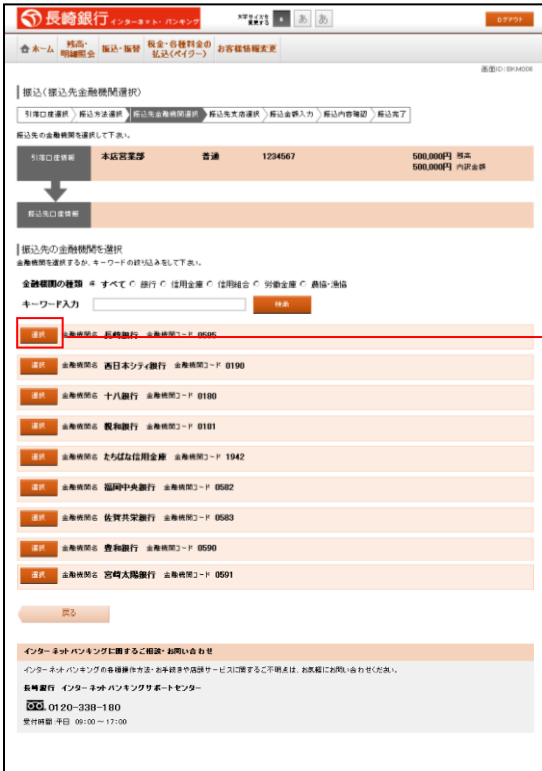 長崎銀行 インターネット・バンキング 文字サイズを変更する あ あ ログアウト
ホーム 残高・明細照会 振込・振替 税金・各種料金の払込(ペイジー) お客様情報変更
画面ID:BKM006
振込(振込先金融機関選択)
引落口座選択 振込方法選択 振込先金融機関選択 振込先支店選択 振込金額入力 振込内容確認 振込完了
振込先の金融機関を選択して下さい。
引落口座情報 本店営業部 普通 1234567 500,000円 残高
500,000円 内訳金額
振込先口座情報
振込先の金融機関を選択
金融機関を選択するか、キーワードの絞り込みをして下さい。
金融機関の種類 すべて 銀行 信用金庫 信用組合 労働金庫 農協・漁協
キーワード入力 検索
選択 金融機関名 長崎銀行 金融機関コード 0585
選択 金融機関名 西日本シティ銀行 金融機関コード 0190
選択 金融機関名 十八銀行 金融機関コード 0180
選択 金融機関名 親和銀行 金融機関コード 0181
選択 金融機関名 たちばな信用金庫 金融機関コード 1942
選択 金融機関名 福岡中央銀行 金融機関コード 0582
選択 金融機関名 佐賀共栄銀行 金融機関コード 0583
選択 金融機関名 豊和銀行 金融機関コード 0590
選択 金融機関名 宮崎太陽銀行 金融機関コード 0591
戻る
インターネットバンキングに関するご相談・お問い合わせ
インターネットバンキングの各種操作方法・お手続きや店頭サービスに関するご不明点は、お気軽にお問い合わせください。
長崎銀行 インターネットバンキングサポートセンター
0120-338-180
受付時間 平日 09:00～17:00